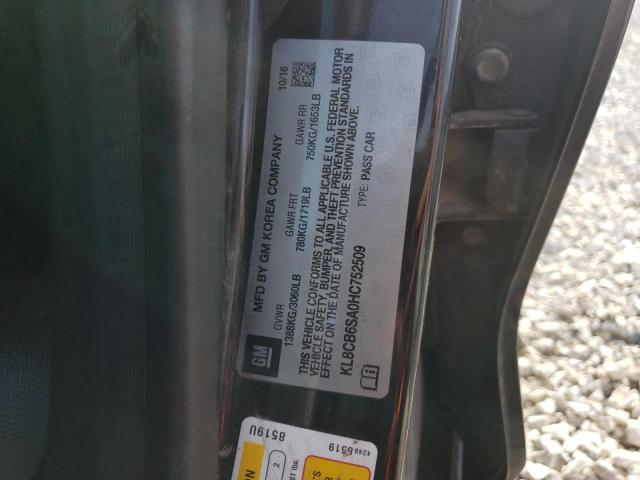 GM
MFD BY GM KOREA COMPANY
10/16
GVWR
GAWR FRT
GAWR RR
1388KG/3060LB
780KG/1719LB
750KG/1653LB
THIS VEHICLE CONFORMS TO ALL APPLICABLE U.S. FEDERAL MOTOR
VEHICLE SAFETY, BUMPER, AND THEFT PREVENTION STANDARDS IN
EFFECT ON THE DATE OF MANUFACTURE SHOWN ABOVE.
KL8CB6SA0HC752509
TYPE: PASS CAR
8519U
42486519
2